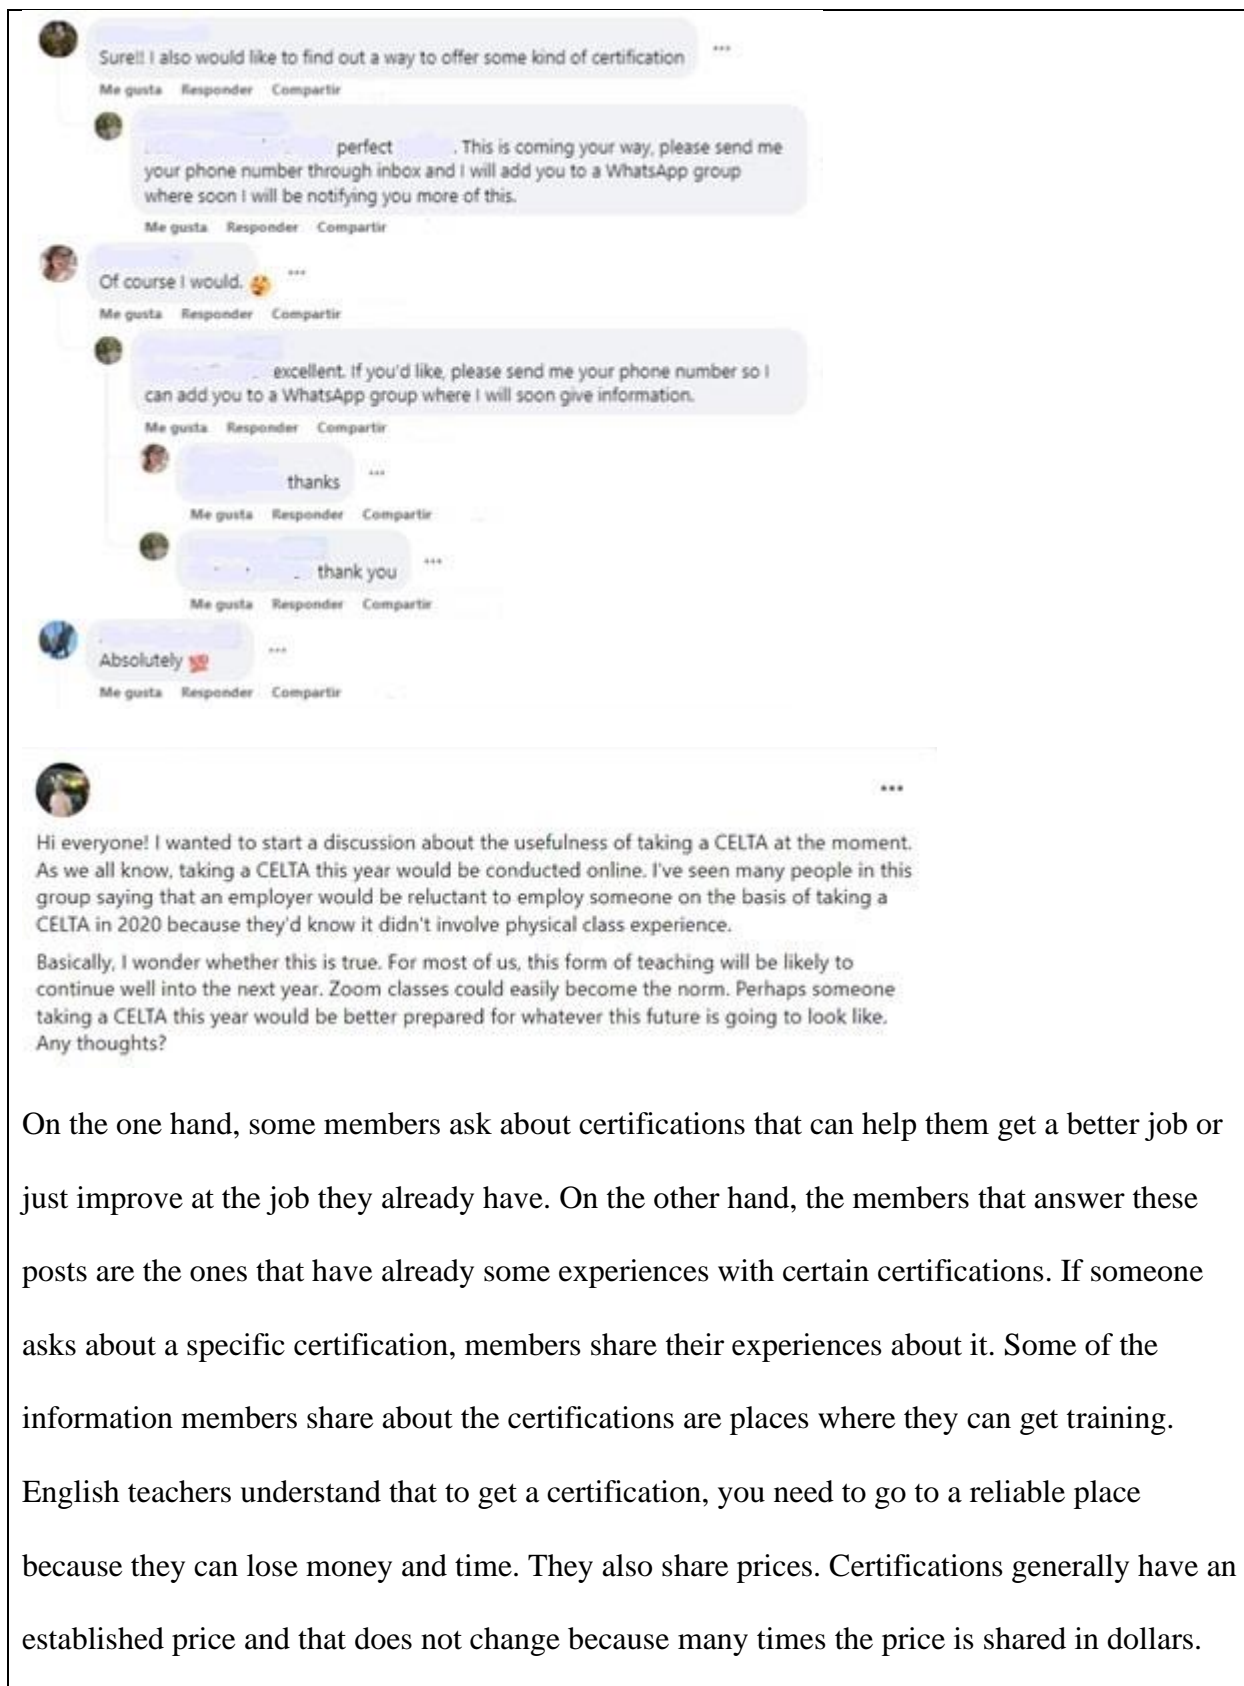 Sure!! I also would like to find out a way to offer some kind of certification
Me gusta Responder Compartir
perfect . This is coming your way, please send me
your phone number through inbox and I will add you to a WhatsApp group
where soon I will be notifying you more of this.
Me gusta Responder Compartir
Of course I would.
Me gusta Responder Compartir
excellent. If you'd like, please send me your phone number so I
can add you to a WhatsApp group where I will soon give information.
Me gusta Responder Compartir
thanks
Me gusta Responder Compartir
thank you
Me gusta Responder Compartir
Absolutely 💯
Me gusta Responder Compartir
Hi everyone! I wanted to start a discussion about the usefulness of taking a CELTA at the moment.
As we all know, taking a CELTA this year would be conducted online. I've seen many people in this
group saying that an employer would be reluctant to employ someone on the basis of taking a
CELTA in 2020 because they'd know it didn't involve physical class experience.
Basically, I wonder whether this is true. For most of us, this form of teaching will be likely to
continue well into the next year. Zoom classes could easily become the norm. Perhaps someone
taking a CELTA this year would be better prepared for whatever this future is going to look like.
Any thoughts?
On the one hand, some members ask about certifications that can help them get a better job or
just improve at the job they already have. On the other hand, the members that answer these
posts are the ones that have already some experiences with certain certifications. If someone
asks about a specific certification, members share their experiences about it. Some of the
information members share about the certifications are places where they can get training.
English teachers understand that to get a certification, you need to go to a reliable place
because they can lose money and time. They also share prices. Certifications generally have an
established price and that does not change because many times the price is shared in dollars.